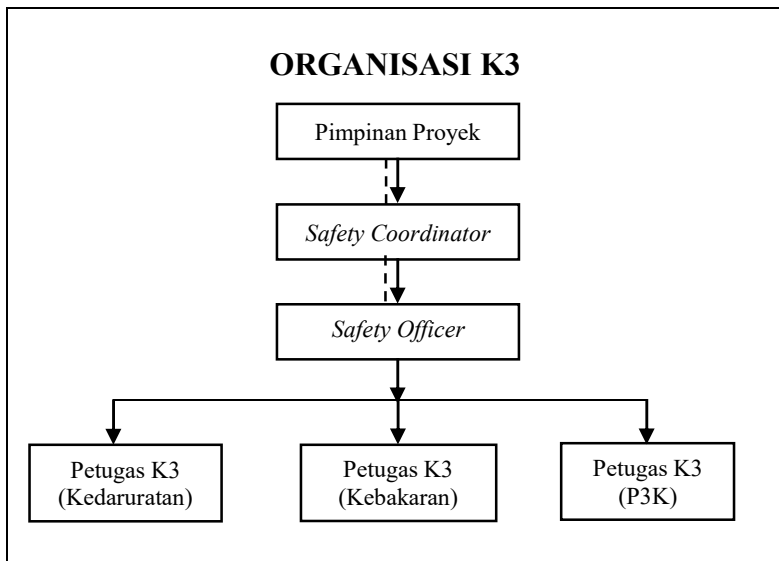 ORGANISASI K3
Pimpinan Proyek
Safety Coordinator
Safety Officer
Petugas K3
(Kedaruratan)
Petugas K3
(Kebakaran)
Petugas K3
(P3K)